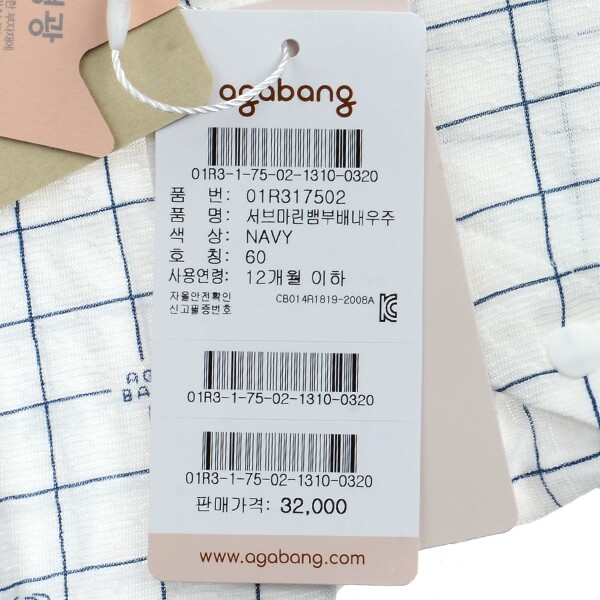 agabang
01R3-1-75-02-1310-0320
품 번: 01R317502
품 명: 서브마린뱀부배내우주
색 상: NAVY
호 칭: 60
사용연령: 12개월 이하
자율안전확인
신고필증번호
CB014R1819-2008A
01R3-1-75-02-1310-0320
01R3-1-75-02-1310-0320
판매가격: 32,000
www.agabang.com